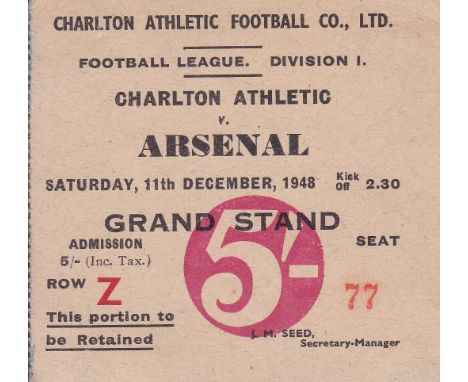 CHARLTON ATHLETIC FOOTBALL CO., LTD.
FOOTBALL LEAGUE. DIVISION I.
CHARLTON ATHLETIC
v.
ARSENAL
SATURDAY, 11th DECEMBER, 1948 Kick off 2.30
GRAND STAND
ADMISSION
5/- (Inc. Tax.)
5/-
SEAT
ROW Z
77
This portion to
be Retained
J. M. SEED,
Secretary-Manager